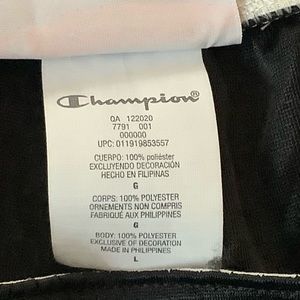 Champion®
QA 122020
7791 001
000000
UPC: 011919853557
CUERPO: 100% poliéster
EXCLUYENDO DECORACIÓN
HECHO EN FILIPINAS
G
CORPS: 100% POLYESTER
ORNEMENTS NON COMPRIS
FABRIQUÉ AUX PHILIPPINES
G
BODY: 100% POLYESTER
EXCLUSIVE OF DECORATION
MADE IN PHILIPPINES
L